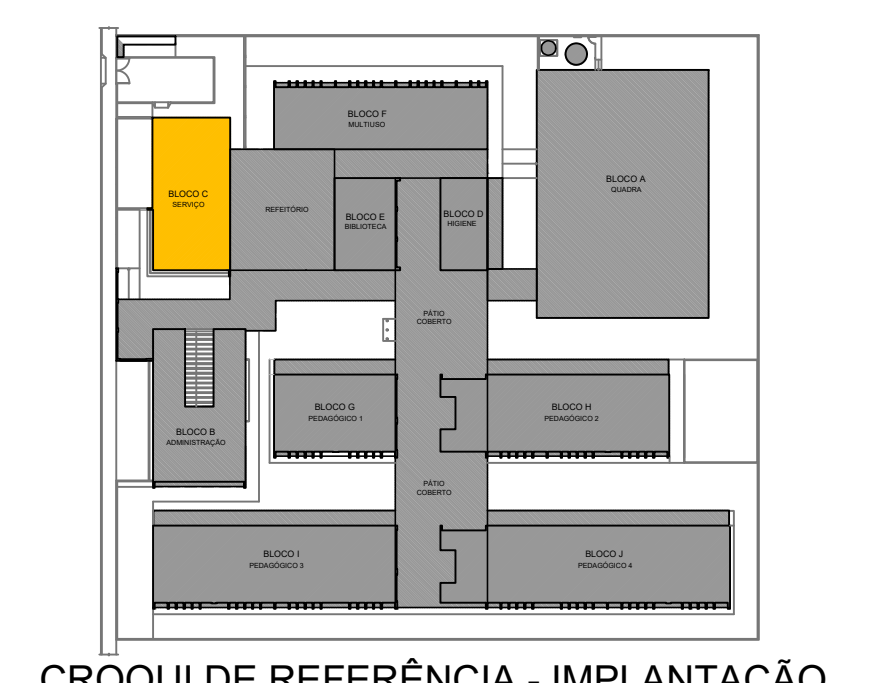 BLOCO F
MULTIUSO
BLOCO A
QUADRA
BLOCO C
SERVIÇO
REFEITÓRIO
BLOCO E
BIBLIOTECA
BLOCO D
HIGIENE
PÁTIO
COBERTO
BLOCO G
PEDAGÓGICO 1
BLOCO H
PEDAGÓGICO 2
BLOCO B
ADMINISTRAÇÃO
PÁTIO
COBERTO
BLOCO I
PEDAGÓGICO 3
BLOCO J
PEDAGÓGICO 4
CROQUI DE REFERÊNCIA - IMPLANTAÇÃO